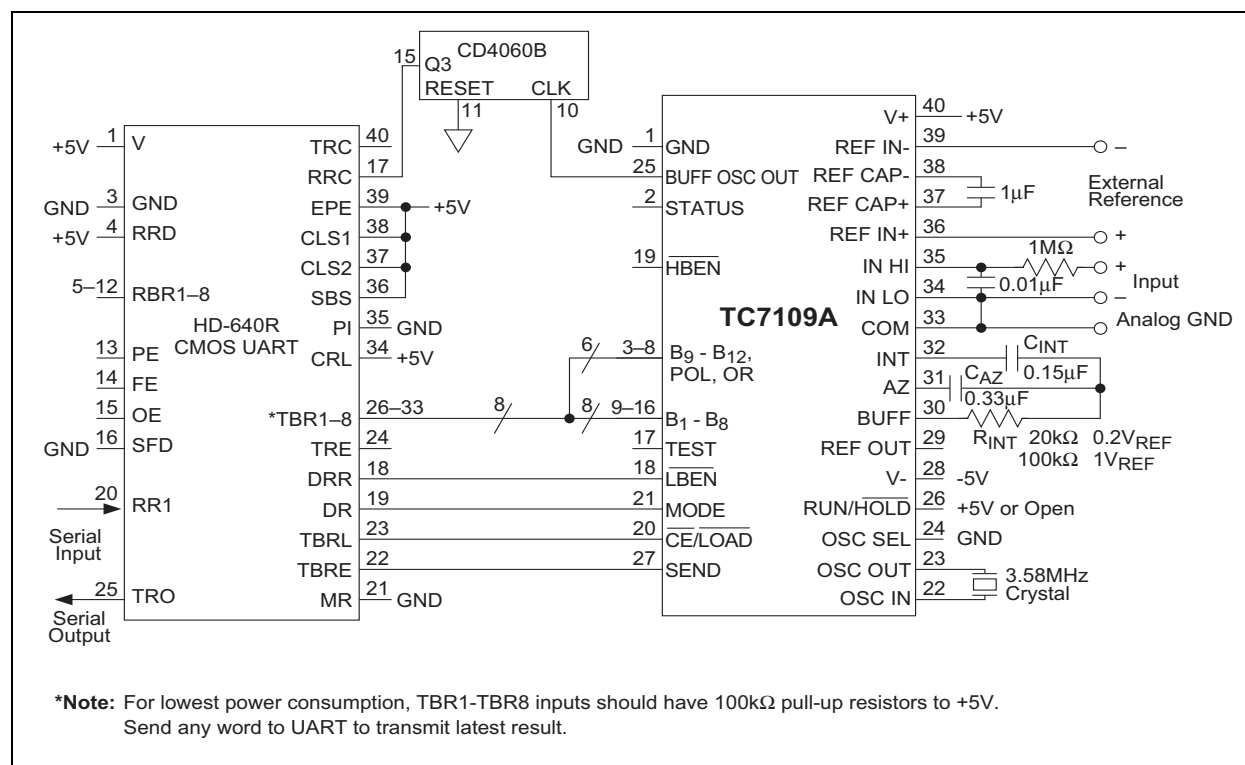 CD4060B
15 Q3
RESET CLK
11 10
HD-640R
CMOS UART
+5V 1 V
GND 3 GND
+5V 4 RRD
5–12 RBR1–8
13 PE
14 FE
15 OE
GND 16 SFD
20 RR1
Serial
Input
25 TRO
Serial
Output
TRC 40
RRC 17
EPE 39 +5V
CLS1 38
CLS2 37
SBS 36
PI 35 GND
CRL 34 +5V
*TBR1–8 26–33 8
TRE 24
DRR 18
DR 19
TBRL 23
TBRE 22
MR 21 GND
TC7109A
GND 1 GND
25 BUFF OSC OUT
2 STATUS
19 HBEN
6 3–8 B9 - B12,
POL, OR
8 9–16 B1 - B8
17 TEST
18 LBEN
21 MODE
20 CE/LOAD
27 SEND
V+ 40 +5V
REF IN- 39 –
REF CAP- 38
1µF
REF CAP+ 37
External
Reference
REF IN+ 36 +
1MΩ
IN HI 35 +
0.01µF
Input
IN LO 34 –
COM 33 Analog GND
INT 32 CINT
0.15µF
AZ 31 CAZ
0.33µF
BUFF 30
RINT 20kΩ 0.2VREF
100kΩ 1VREF
REF OUT 29
V- 28 -5V
RUN/HOLD 26 +5V or Open
OSC SEL 24 GND
OSC OUT 23
3.58MHz
Crystal
OSC IN 22
*Note: For lowest power consumption, TBR1-TBR8 inputs should have 100kΩ pull-up resistors to +5V.
Send any word to UART to transmit latest result.